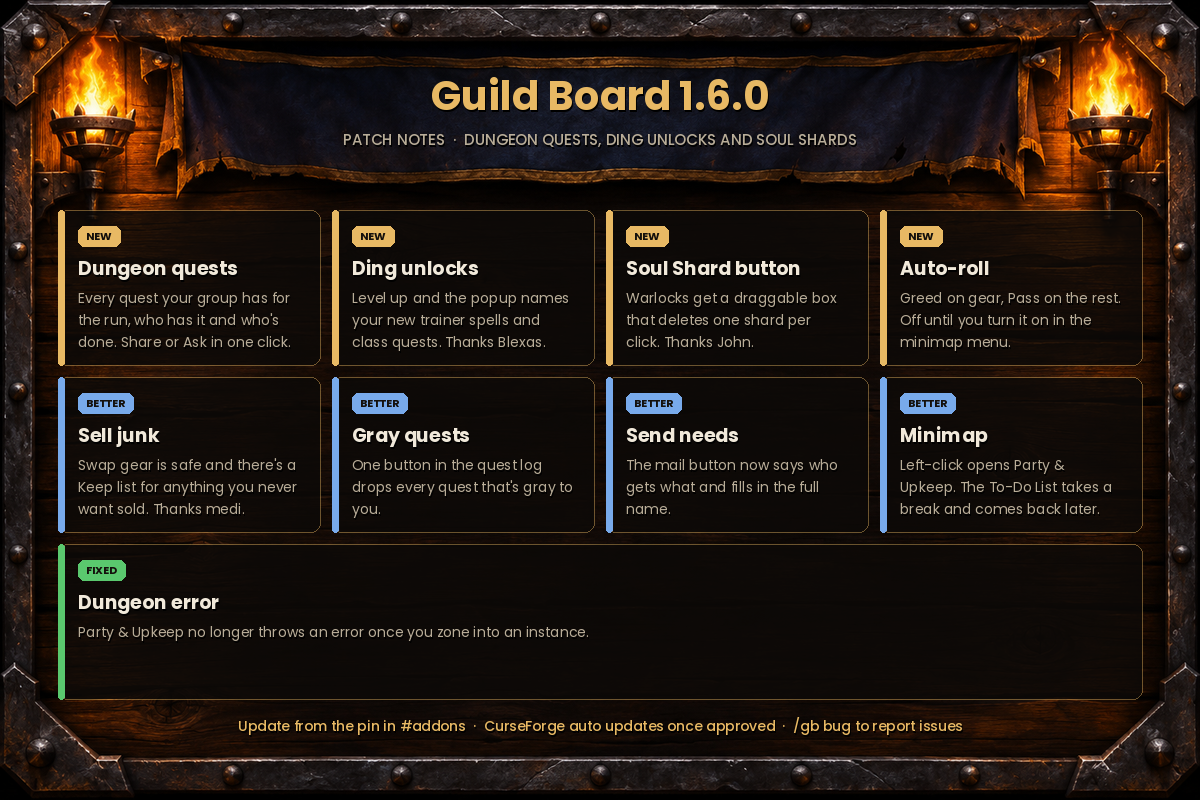 Guild Board 1.6.0
PATCH NOTES · DUNGEON QUESTS, DING UNLOCKS AND SOUL SHARDS
NEW
Dungeon quests
Every quest your group has for
the run, who has it and who's
done. Share or Ask in one click.
NEW
Ding unlocks
Level up and the popup names
your new trainer spells and
class quests. Thanks Blexas.
NEW
Soul Shard button
Warlocks get a draggable box
that deletes one shard per
click. Thanks John.
NEW
Auto-roll
Greed on gear, Pass on the rest.
Off until you turn it on in the
minimap menu.
BETTER
Sell junk
Swap gear is safe and there's a
Keep list for anything you never
want sold. Thanks medi.
BETTER
Gray quests
One button in the quest log
drops every quest that's gray to
you.
BETTER
Send needs
The mail button now says who
gets what and fills in the full
name.
BETTER
Minimap
Left-click opens Party &
Upkeep. The To-Do List takes a
break and comes back later.
FIXED
Dungeon error
Party & Upkeep no longer throws an error once you zone into an instance.
Update from the pin in #addons · CurseForge auto updates once approved · /gb bug to report issues